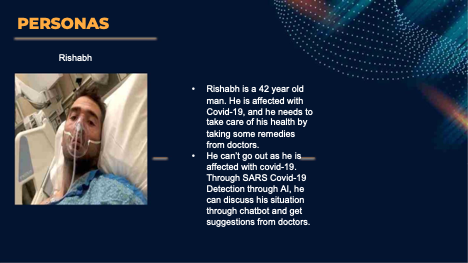 PERSONAS
Rishabh
• Rishabh is a 42 year old
man. He is affected with
Covid-19, and he needs to
take care of his health by
taking some remedies
from doctors.
• He can't go out as he is
affected with covid-19.
Through SARS Covid-19
Detection through AI, he
can discuss his situation
through chatbot and get
suggestions from doctors.